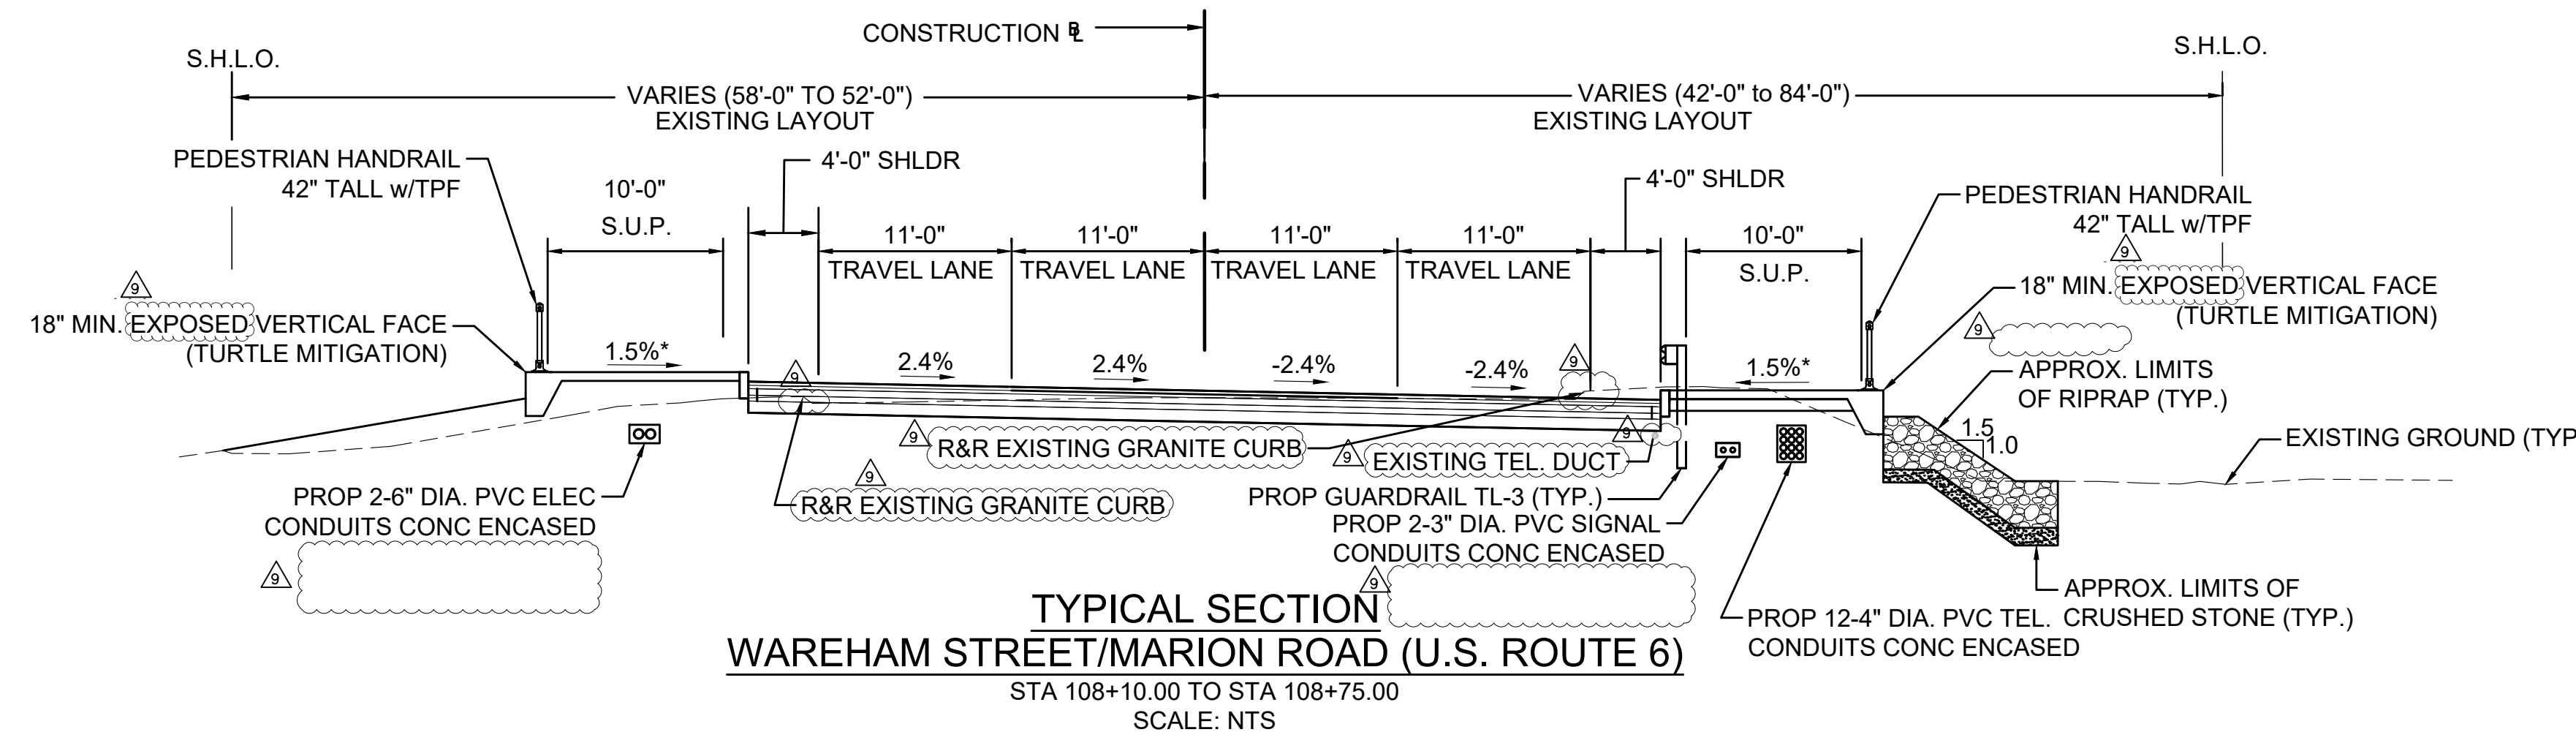 CONSTRUCTION ℄
S.H.L.O.
S.H.L.O.
VARIES (58'-0" TO 52'-0")
EXISTING LAYOUT
VARIES (42'-0" to 84'-0")
EXISTING LAYOUT
PEDESTRIAN HANDRAIL
42" TALL w/TPF
10'-0"
S.U.P.
4'-0" SHLDR
11'-0"
TRAVEL LANE
11'-0"
TRAVEL LANE
11'-0"
TRAVEL LANE
11'-0"
TRAVEL LANE
4'-0" SHLDR
10'-0"
S.U.P.
PEDESTRIAN HANDRAIL
42" TALL w/TPF
9
18" MIN. EXPOSED VERTICAL FACE
(TURTLE MITIGATION)
9
18" MIN. EXPOSED VERTICAL FACE
(TURTLE MITIGATION)
1.5%*
9
2.4%
2.4%
-2.4%
-2.4%
9
1.5%*
9
APPROX. LIMITS
OF RIPRAP (TYP.)
1.5
1.0
EXISTING GROUND (TYP
9
R&R EXISTING GRANITE CURB
9
EXISTING TEL. DUCT
9
9
R&R EXISTING GRANITE CURB
PROP 2-6" DIA. PVC ELEC
CONDUITS CONC ENCASED
9
PROP GUARDRAIL TL-3 (TYP.)
PROP 2-3" DIA. PVC SIGNAL
CONDUITS CONC ENCASED
9
PROP 12-4" DIA. PVC TEL.
CONDUITS CONC ENCASED
APPROX. LIMITS OF
CRUSHED STONE (TYP.)
TYPICAL SECTION
WAREHAM STREET/MARION ROAD (U.S. ROUTE 6)
STA 108+10.00 TO STA 108+75.00
SCALE: NTS